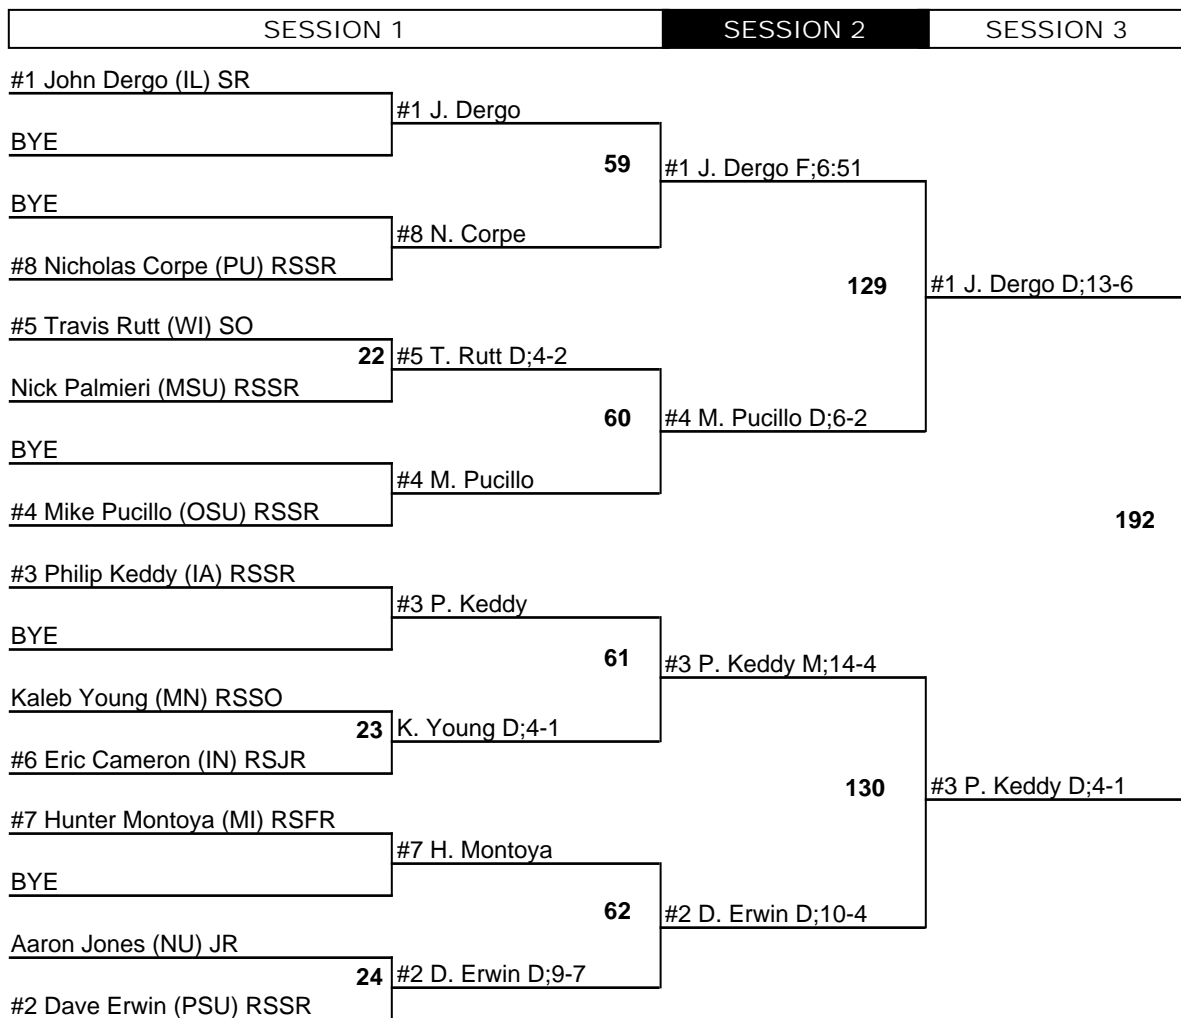 SESSION 1 SESSION 2 SESSION 3
#1 John Dergo (IL) SR
#1 J. Dergo
BYE
59 #1 J. Dergo F;6:51
BYE
#8 N. Corpe
#8 Nicholas Corpe (PU) RSSR
129 #1 J. Dergo D;13-6
#5 Travis Rutt (WI) SO
22 #5 T. Rutt D;4-2
Nick Palmieri (MSU) RSSR
60 #4 M. Pucillo D;6-2
BYE
#4 M. Pucillo
#4 Mike Pucillo (OSU) RSSR
192
#3 Philip Keddy (IA) RSSR
#3 P. Keddy
BYE
61 #3 P. Keddy M;14-4
Kaleb Young (MN) RSSO
23 K. Young D;4-1
#6 Eric Cameron (IN) RSJR
130 #3 P. Keddy D;4-1
#7 Hunter Montoya (MI) RSFR
#7 H. Montoya
BYE
62 #2 D. Erwin D;10-4
Aaron Jones (NU) JR
24 #2 D. Erwin D;9-7
#2 Dave Erwin (PSU) RSSR